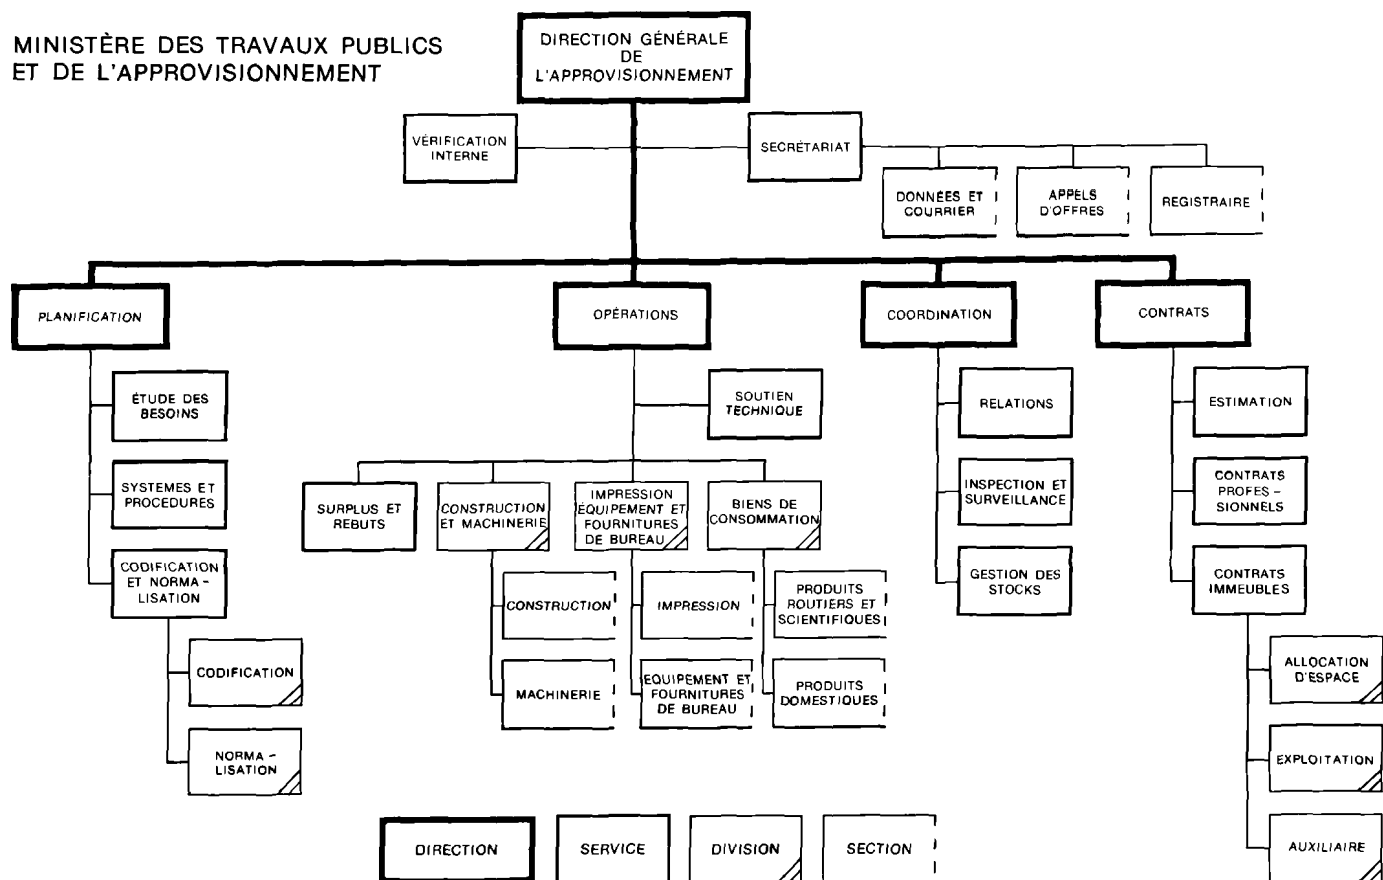 MINISTÈRE DES TRAVAUX PUBLICS
ET DE L'APPROVISIONNEMENT
DIRECTION GÉNÉRALE
DE
L'APPROVISIONNEMENT
VÉRIFICATION
INTERNE
SECRÉTARIAT
DONNÉES ET
COURRIER
APPELS
D'OFFRES
REGISTRAIRE
PLANIFICATION
OPÉRATIONS
COORDINATION
CONTRATS
ÉTUDE DES
BESOINS
SOUTIEN
TECHNIQUE
RELATIONS
ESTIMATION
SYSTEMES ET
PROCEDURES
SURPLUS ET
REBUTS
CONSTRUCTION
ET MACHINERIE
IMPRESSION
ÉQUIPEMENT ET
FOURNITURES
DE BUREAU
BIENS DE
CONSOMMATION
INSPECTION ET
SURVEILLANCE
CONTRATS
PROFES -
SIONNELS
CODIFICATION
ET NORMA -
LISATION
CONSTRUCTION
IMPRESSION
PRODUITS
ROUTIERS ET
SCIENTIFIQUES
GESTION DES
STOCKS
CONTRATS
IMMEUBLES
CODIFICATION
MACHINERIE
EQUIPEMENT ET
FOURNITURES
DE BUREAU
PRODUITS
DOMESTIQUES
ALLOCATION
D'ESPACE
NORMA -
LISATION
EXPLOITATION
AUXILIAIRE
DIRECTION
SERVICE
DIVISION
SECTION